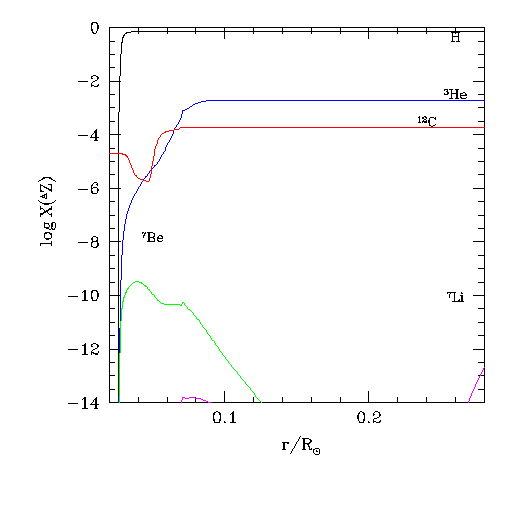 0
H
−2
³He
¹²C
−4
−6
log X(ᴬZ)
⁷Be
−8
−10
⁷Li
−12
−14
0.1
0.2
r/R☉